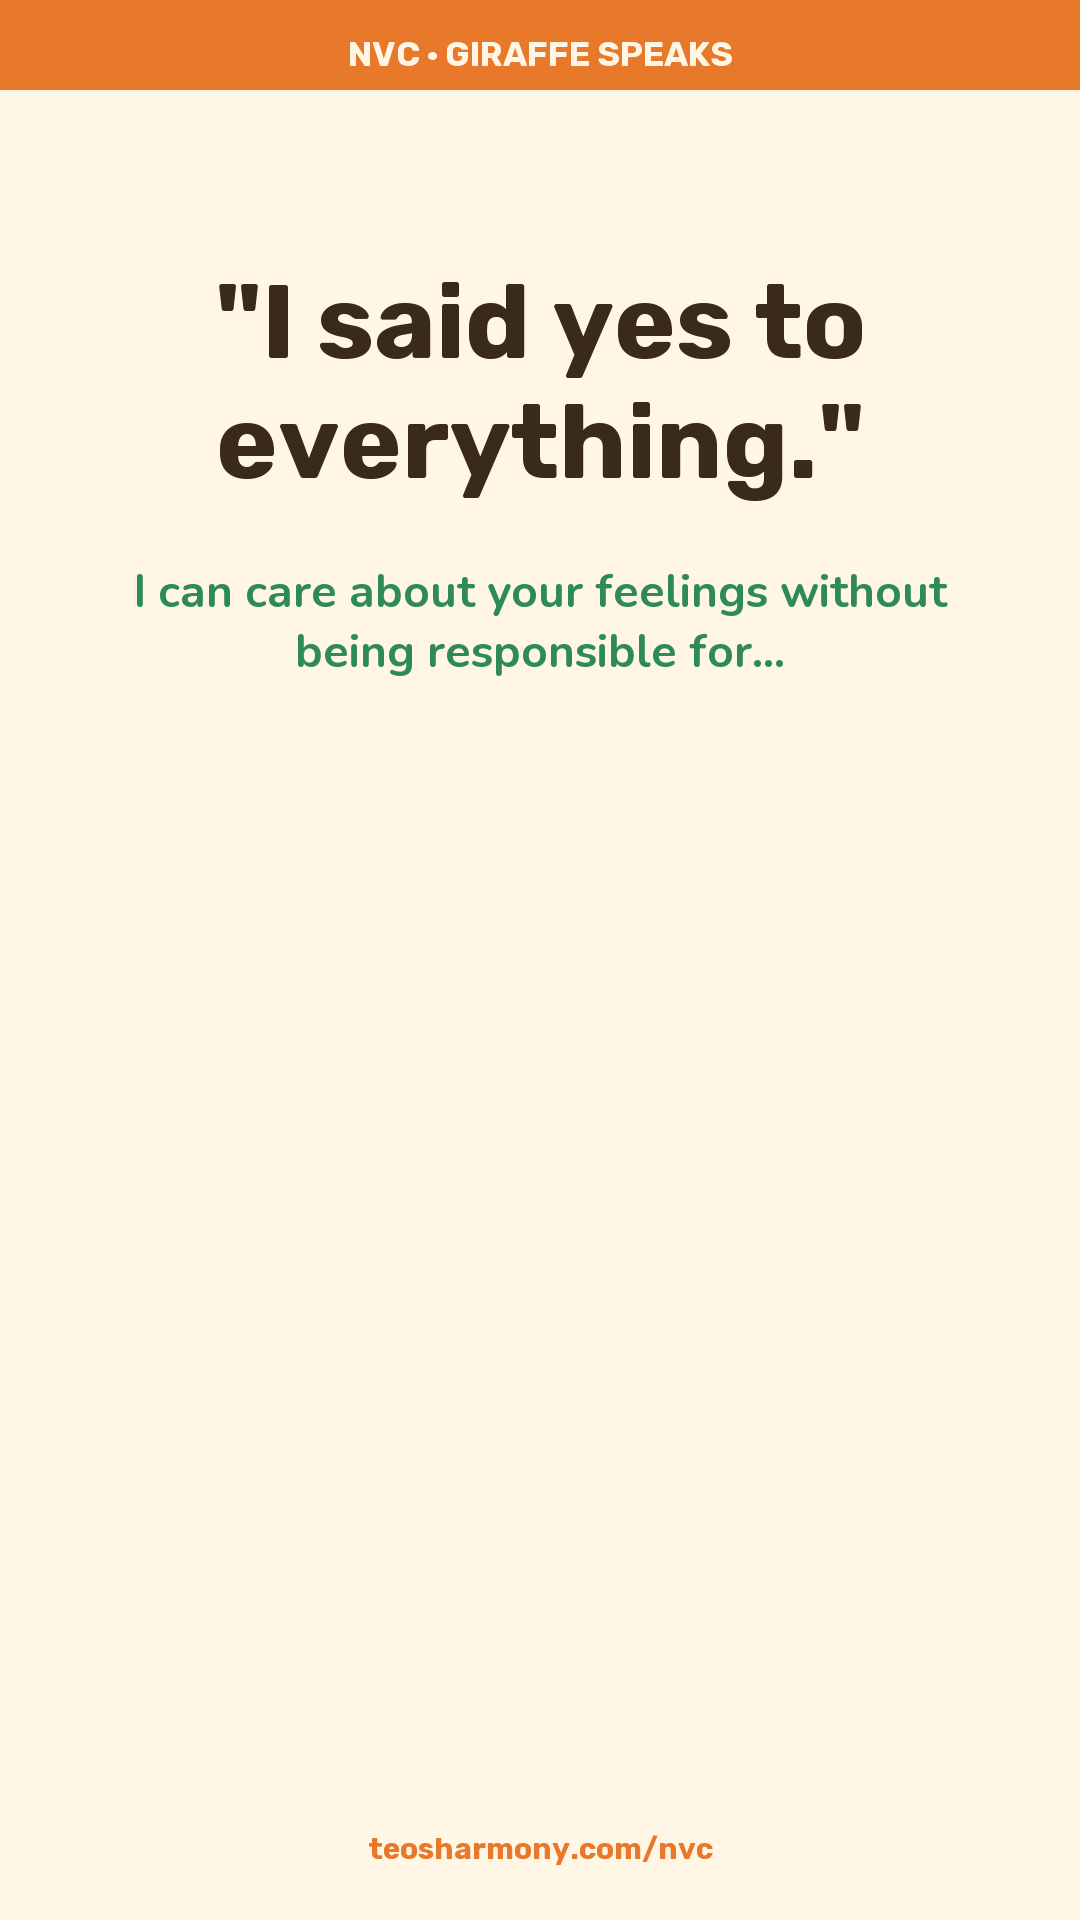 NVC • GIRAFFE SPEAKS
"I said yes to
everything."
I can care about your feelings without
being responsible for...
teosharmony.com/nvc